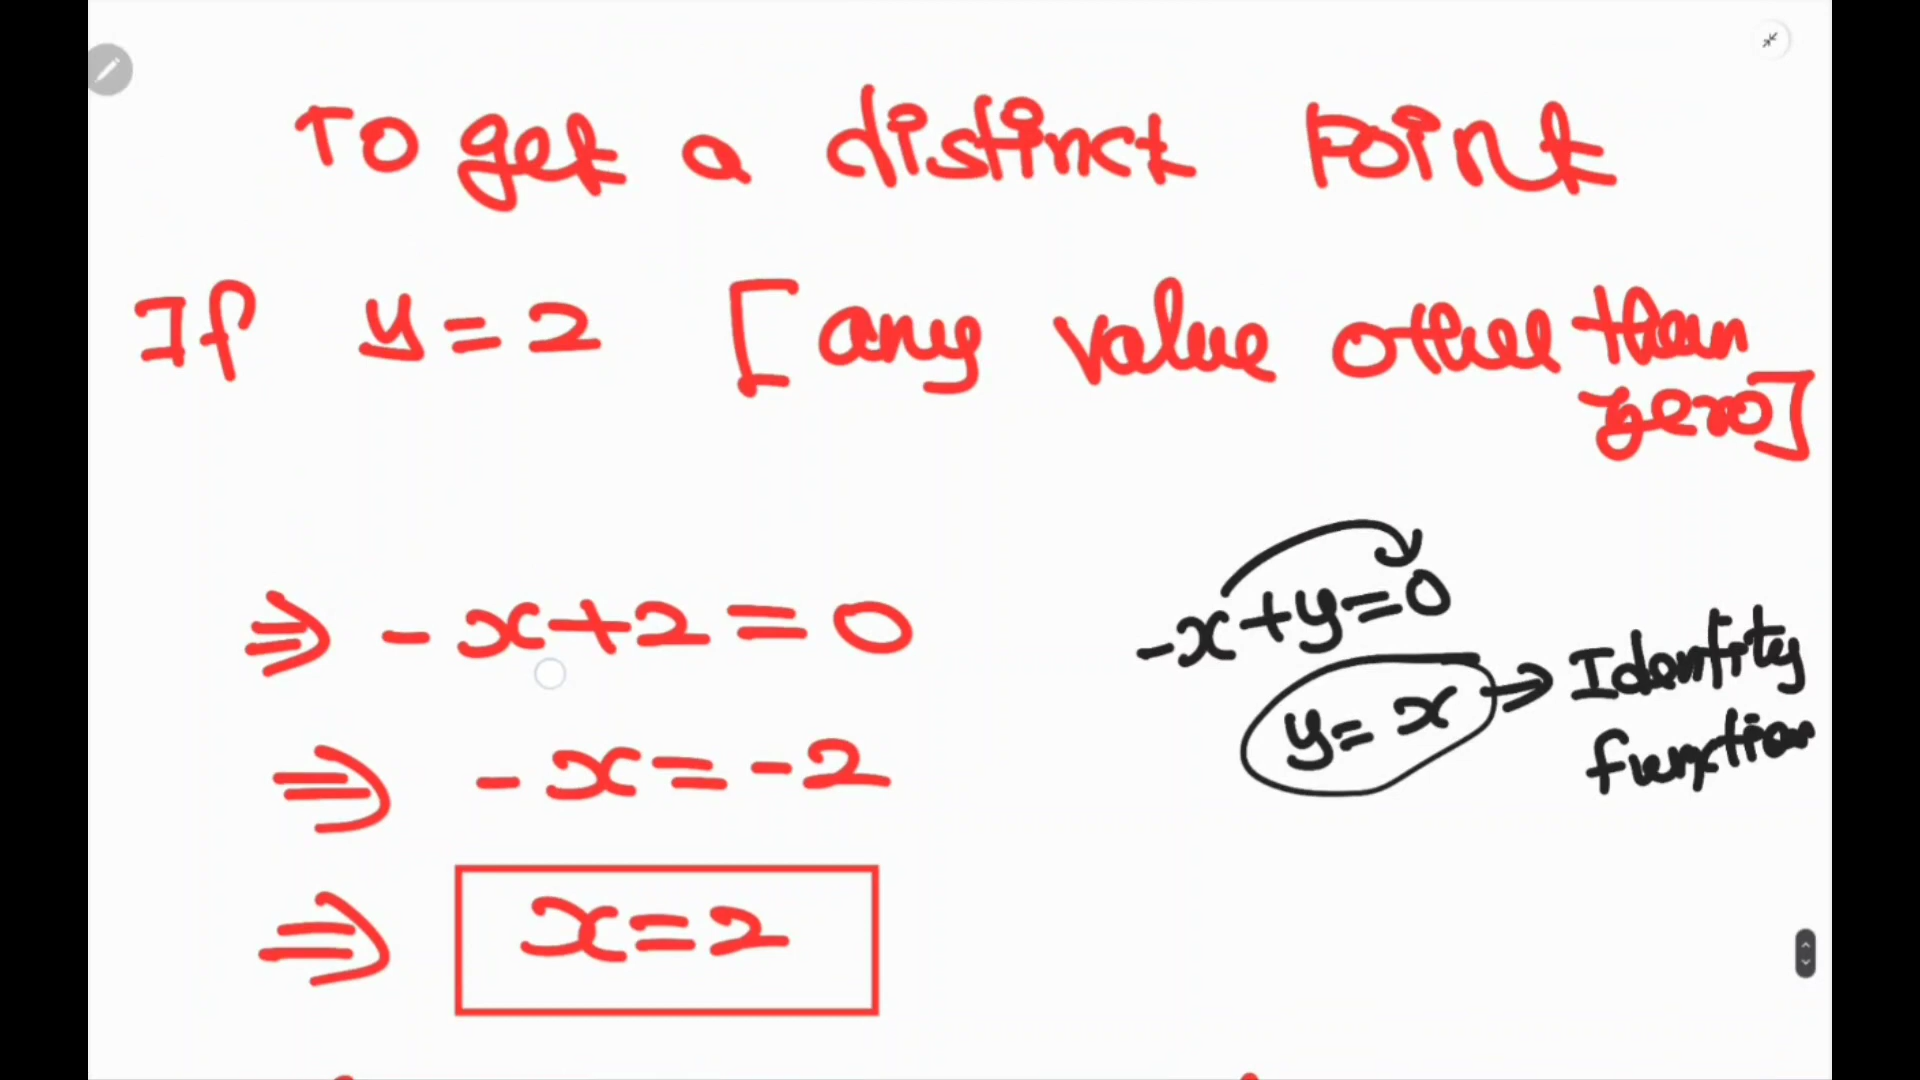 To get a distinct point
If y = 2 [any value other than
zero]
⇒ -x+2=0
-x+y=0
y=x → Identity
function
⇒ -x=-2
⇒ x=2